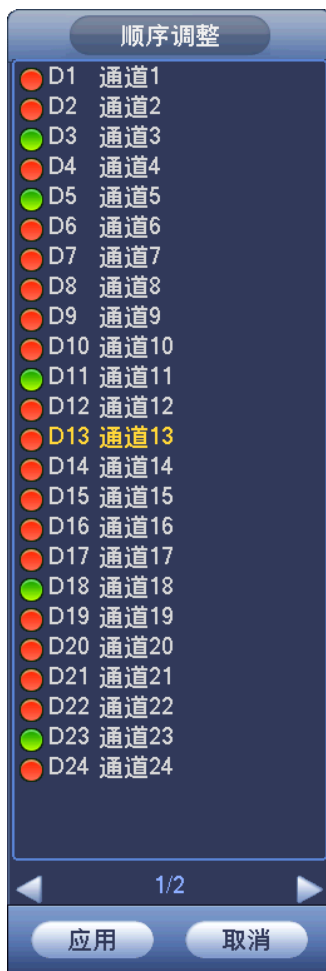 顺序调整
D1 通道1
D2 通道2
D3 通道3
D4 通道4
D5 通道5
D6 通道6
D7 通道7
D8 通道8
D9 通道9
D10 通道10
D11 通道11
D12 通道12
D13 通道13
D14 通道14
D15 通道15
D16 通道16
D17 通道17
D18 通道18
D19 通道19
D20 通道20
D21 通道21
D22 通道22
D23 通道23
D24 通道24
1/2
应用 取消